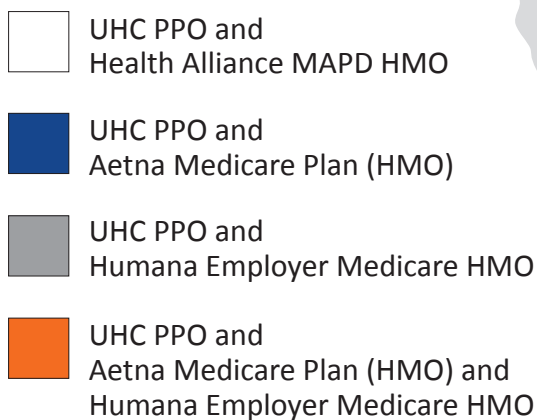 UHC PPO and
Health Alliance MAPD HMO
UHC PPO and
Aetna Medicare Plan (HMO)
UHC PPO and
Humana Employer Medicare HMO
UHC PPO and
Aetna Medicare Plan (HMO) and
Humana Employer Medicare HMO